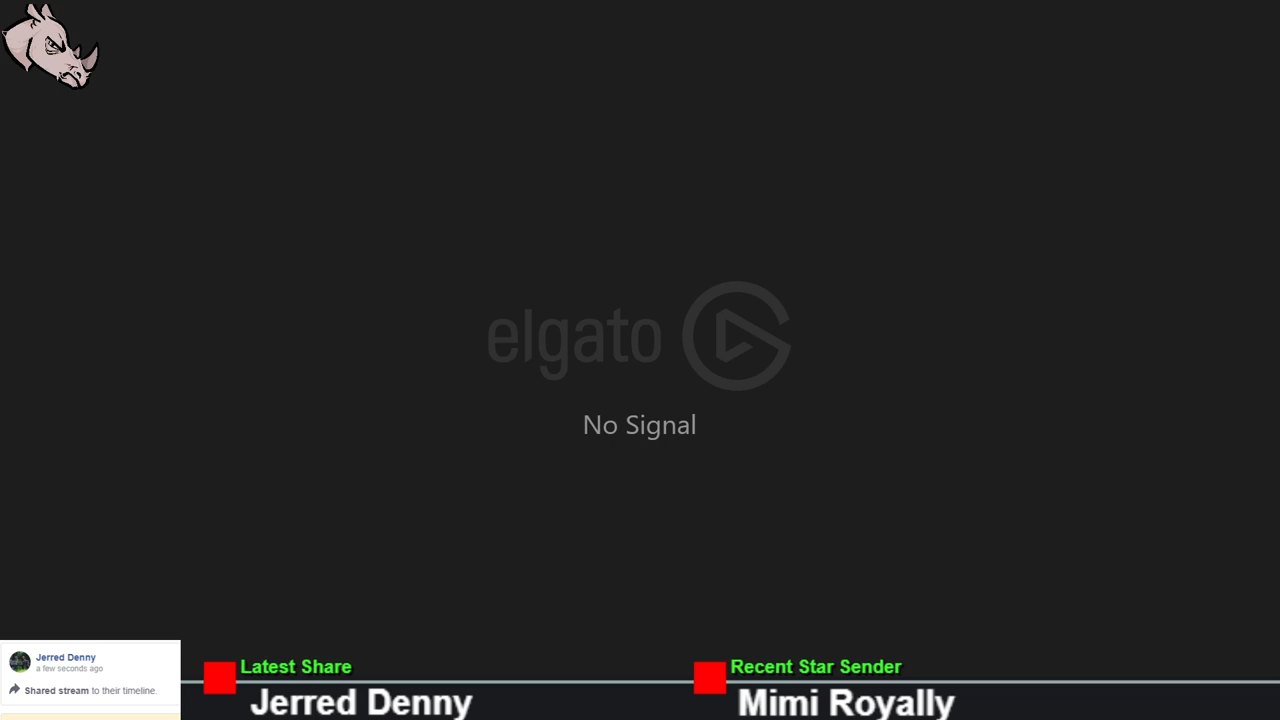 elgato
No Signal
Jerred Denny
a few seconds ago
Shared stream to their timeline.
Latest Share
Jerred Denny
Recent Star Sender
Mimi Royally